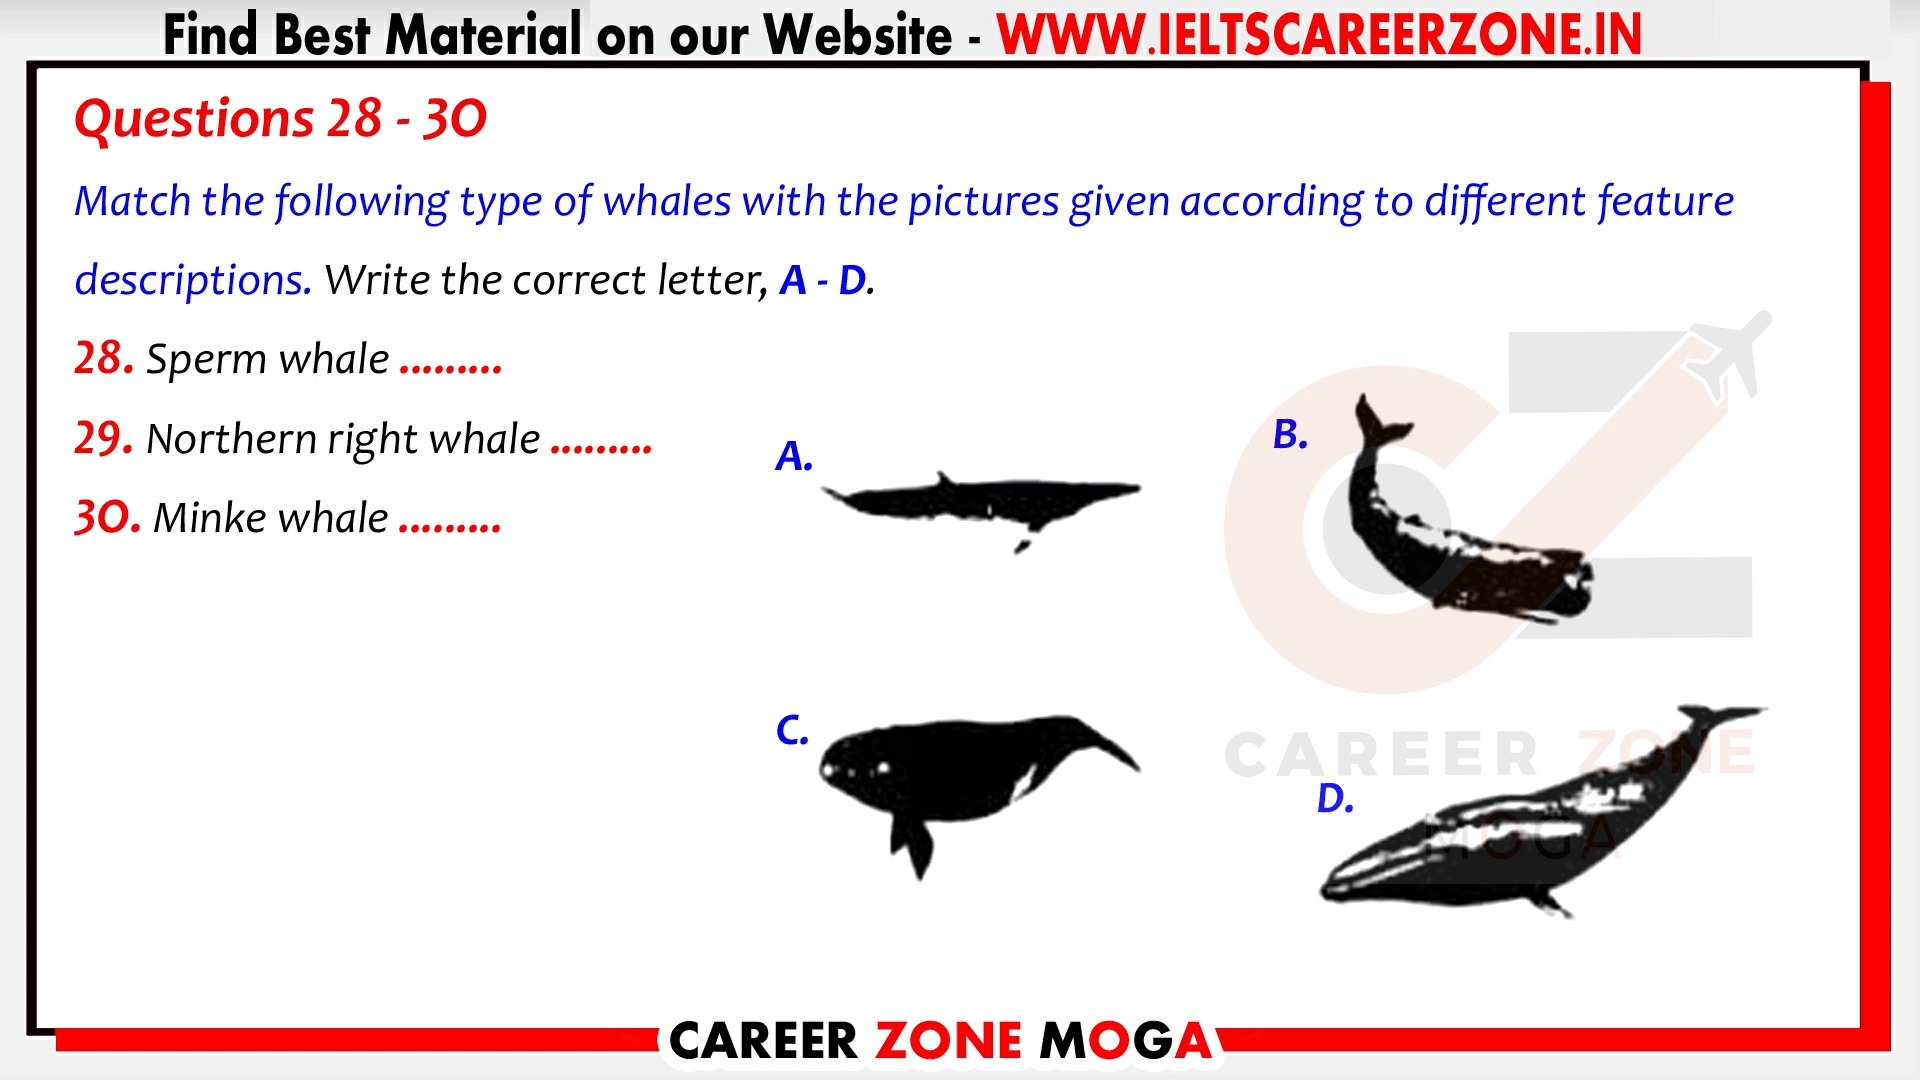 Find Best Material on our Website - WWW.IELTSCAREERZONE.IN
Questions 28 - 30
Match the following type of whales with the pictures given according to different feature
descriptions. Write the correct letter, A - D.
28. Sperm whale .........
29. Northern right whale .........
30. Minke whale .........
A.
B.
C.
D.
CAREER ZONE
MOGA
CAREER ZONE MOGA